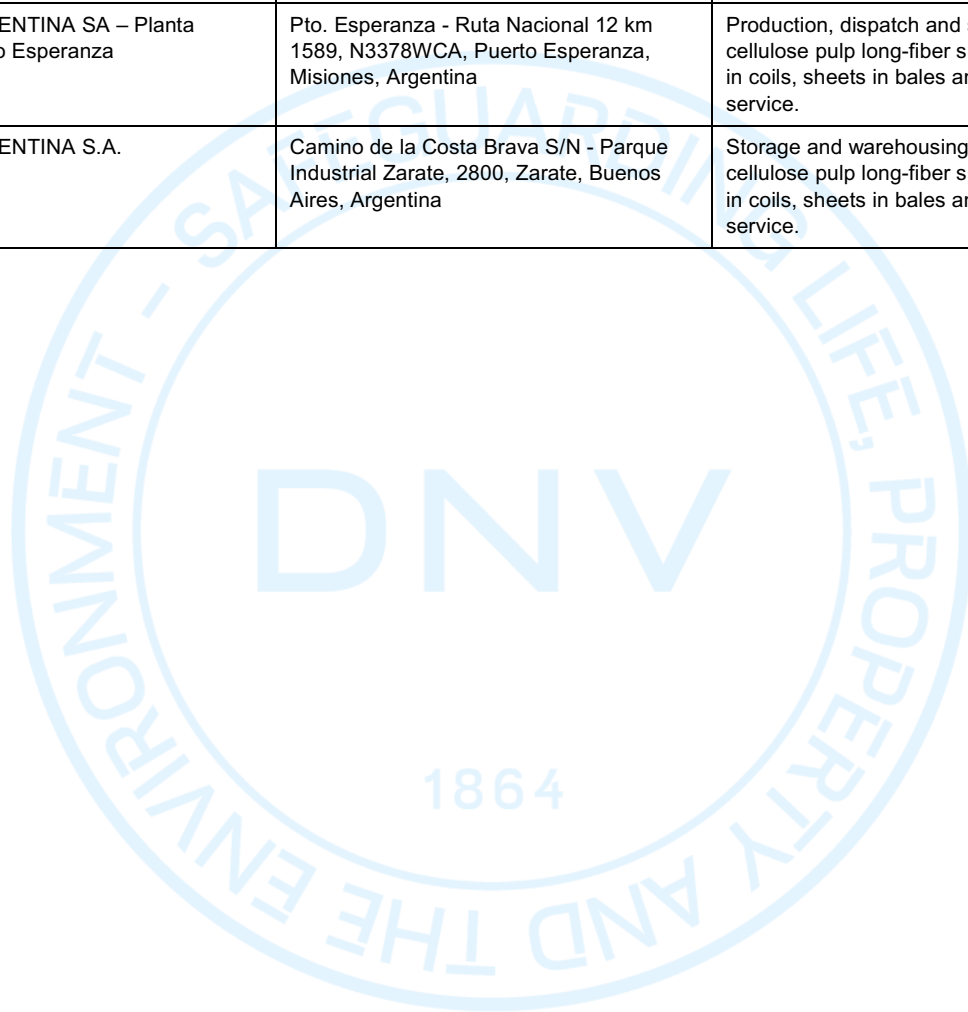 ENTINA SA – Planta
o Esperanza
Pto. Esperanza - Ruta Nacional 12 km
1589, N3378WCA, Puerto Esperanza,
Misiones, Argentina
Production, dispatch and
cellulose pulp long-fiber s
in coils, sheets in bales a
service.
ENTINA S.A.
Camino de la Costa Brava S/N - Parque
Industrial Zarate, 2800, Zarate, Buenos
Aires, Argentina
Storage and warehousing
cellulose pulp long-fiber s
in coils, sheets in bales a
service.
SAFEGUARDING LIFE, PROPERTY AND THE ENVIRONMENT -
DNV
1864